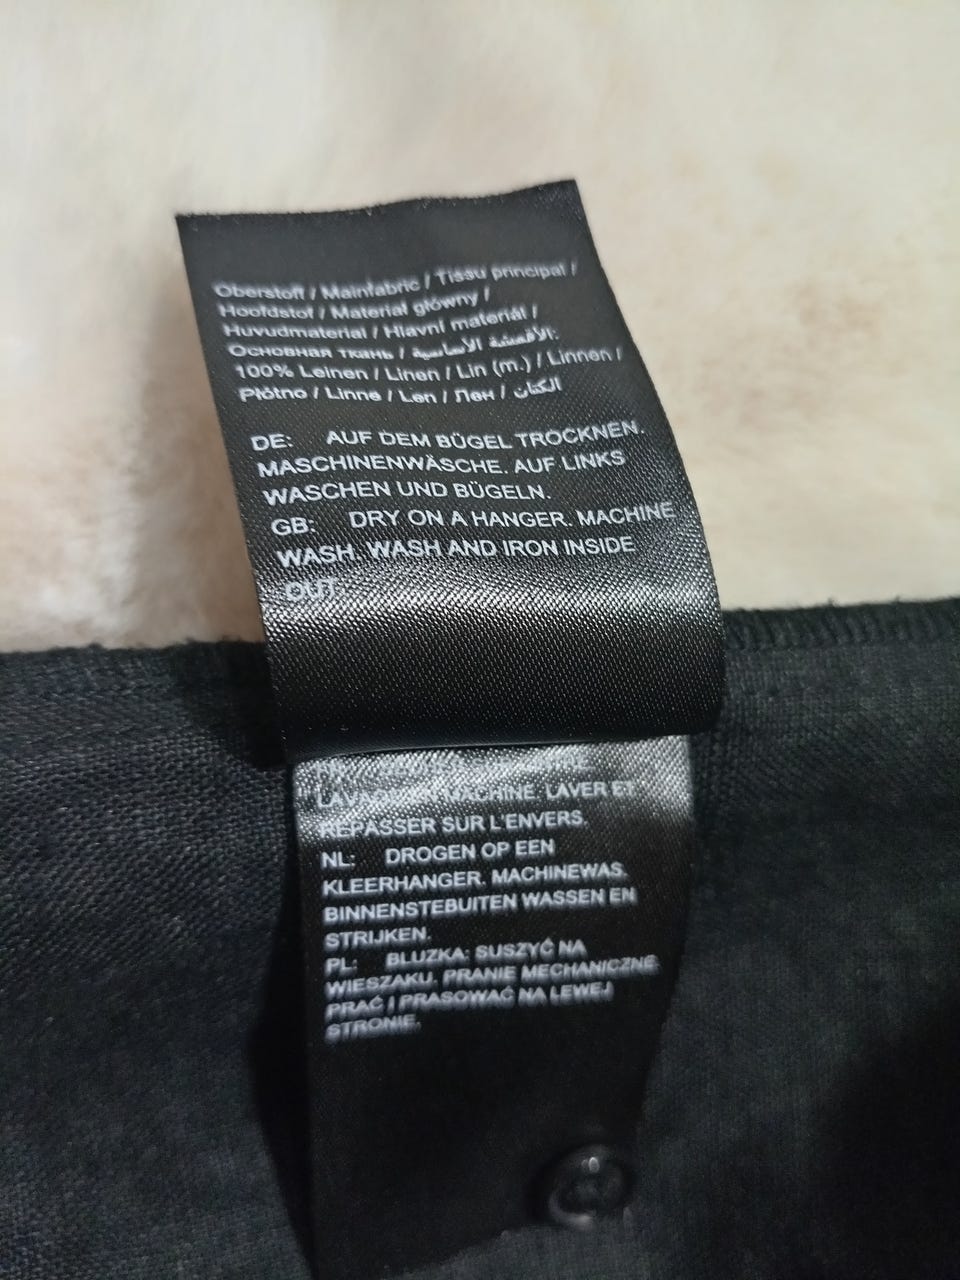 Oberstoff / Mainfabric / Tissu principal /
Hoofdstof / Materiał główny /
Huvudmaterial / Hlavní materiál /
Основная ткань / الأقمشة الأساسية:
100% Leinen / Linen / Lin (m.) / Linnen /
Płótno / Linne / Len / Лен / الكتان
DE: AUF DEM BÜGEL TROCKNEN.
MASCHINENWÄSCHE. AUF LINKS
WASCHEN UND BÜGELN.
GB: DRY ON A HANGER. MACHINE
WASH. WASH AND IRON INSIDE
OUT.
MACHINE. LAVER ET
REPASSER SUR L'ENVERS.
NL: DROGEN OP EEN
KLEERHANGER. MACHINEWAS.
BINNENSTEBUITEN WASSEN EN
STRIJKEN.
PL: BLUZKA: SUSZYĆ NA
WIESZAKU. PRANIE MECHANICZNE.
PRAĆ I PRASOWAĆ NA LEWEJ
STRONIE.